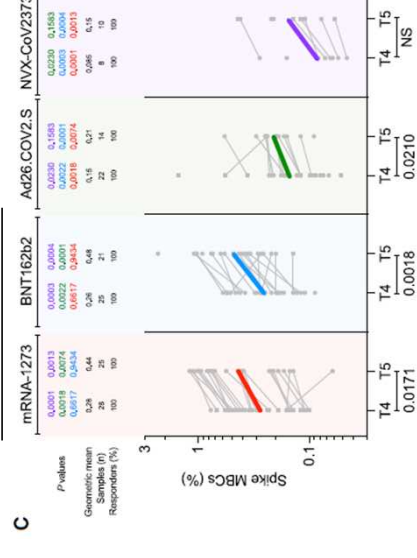 C
mRNA-1273 BNT162b2 Ad26.COV2.S NVX-CoV2373
0.0001 0.0013 0.0003 0.0004 0.0230 0.1583 0.0230 0.1583
P values 0.0018 0.0074 0.0022 0.0001 0.0022 0.0001 0.0003 0.0004
0.6617 0.9434 0.6617 0.9434 0.0018 0.0074 0.0001 0.0013
Geometric mean 0.28 0.44 0.26 0.48 0.15 0.21 0.085 0.15
Samples (n) 28 25 25 21 22 14 8 10
Responders (%) 100 100 100 100 100 100 100 100
3
1
0.1
Spike MBCs (%)
T4 T5 T4 T5 T4 T5 T4 T5
0.0171 0.0018 0.0210 NS